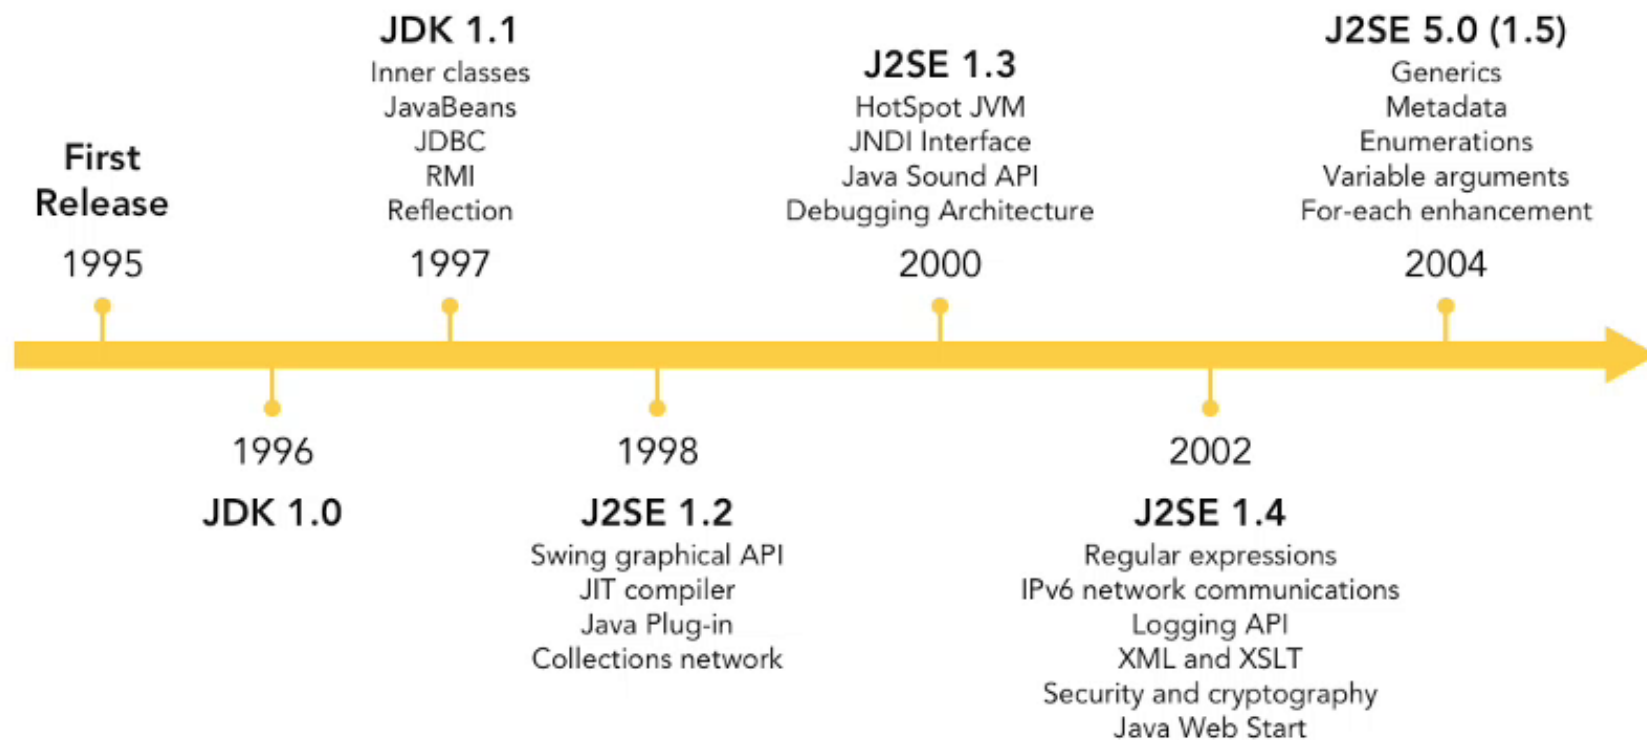 First
Release
1995
1996
JDK 1.0
JDK 1.1
Inner classes
JavaBeans
JDBC
RMI
Reflection
1997
1998
J2SE 1.2
Swing graphical API
JIT compiler
Java Plug-in
Collections network
J2SE 1.3
HotSpot JVM
JNDI Interface
Java Sound API
Debugging Architecture
2000
2002
J2SE 1.4
Regular expressions
IPv6 network communications
Logging API
XML and XSLT
Security and cryptography
Java Web Start
J2SE 5.0 (1.5)
Generics
Metadata
Enumerations
Variable arguments
For-each enhancement
2004